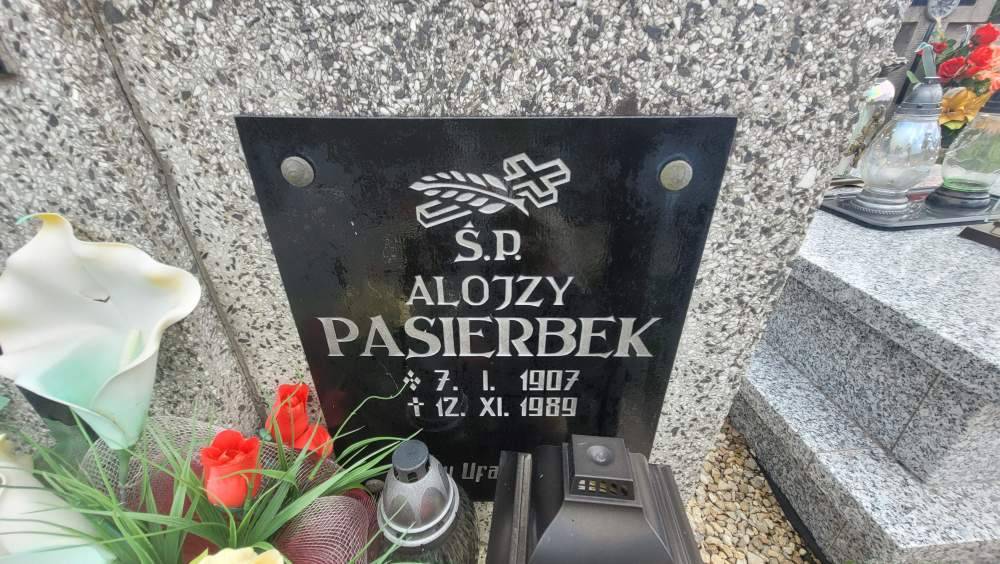 Ś.P.
ALOJZY
PASIERBEK
7. I. 1907
† 12. XI. 1989